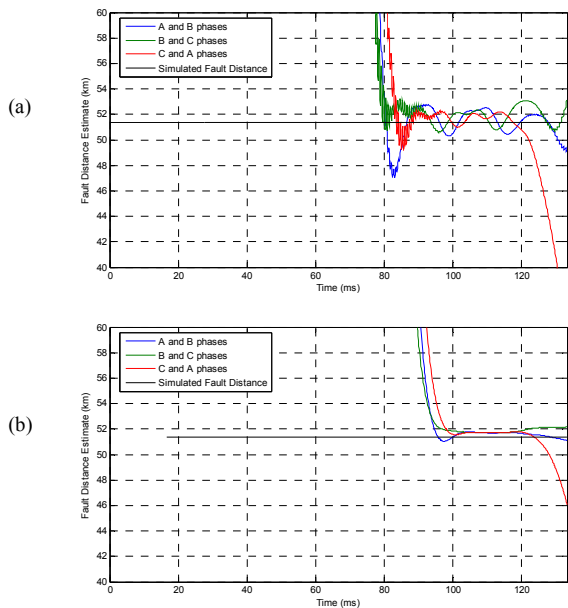 (a)
A and B phases
B and C phases
C and A phases
Simulated Fault Distance
Fault Distance Estimate (km)
60
58
56
54
52
50
48
46
44
42
40
0 20 40 60 80 100 120
Time (ms)
(b)
A and B phases
B and C phases
C and A phases
Simulated Fault Distance
Fault Distance Estimate (km)
60
58
56
54
52
50
48
46
44
42
40
0 20 40 60 80 100 120
Time (ms)